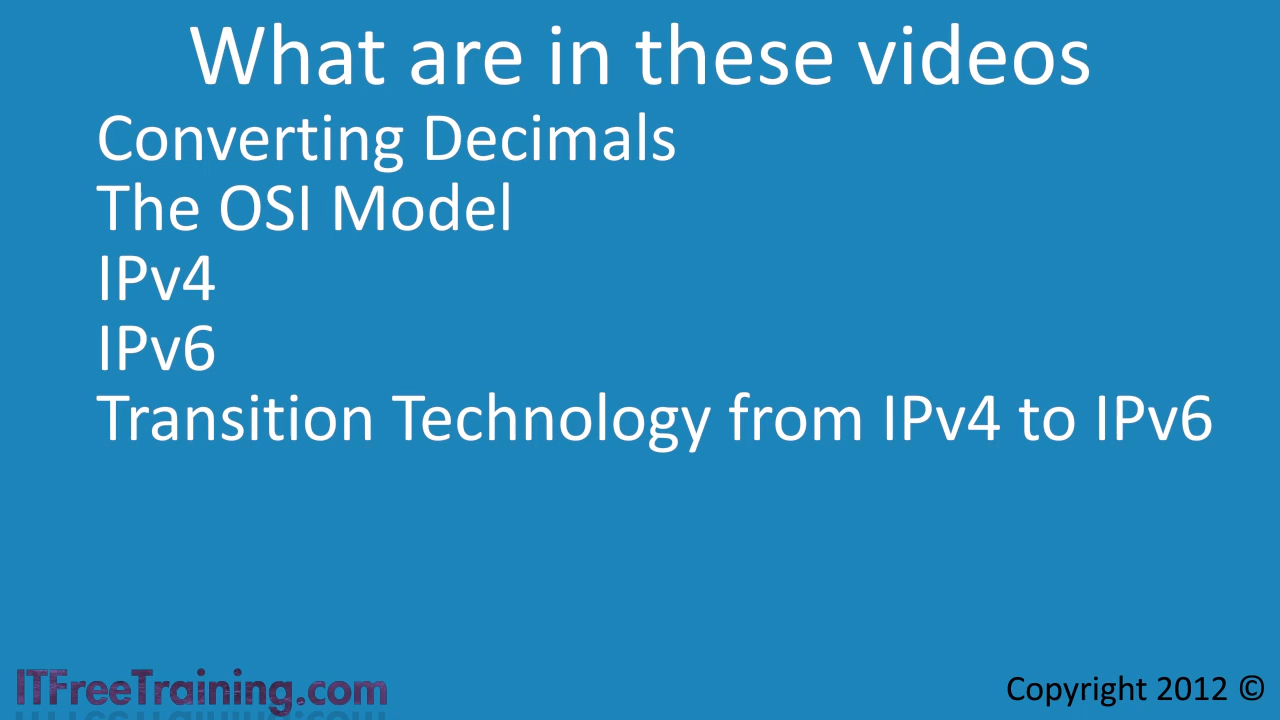 What are in these videos
Converting Decimals
The OSI Model
IPv4
IPv6
Transition Technology from IPv4 to IPv6
ITFreeTraining.com
Copyright 2012 ©